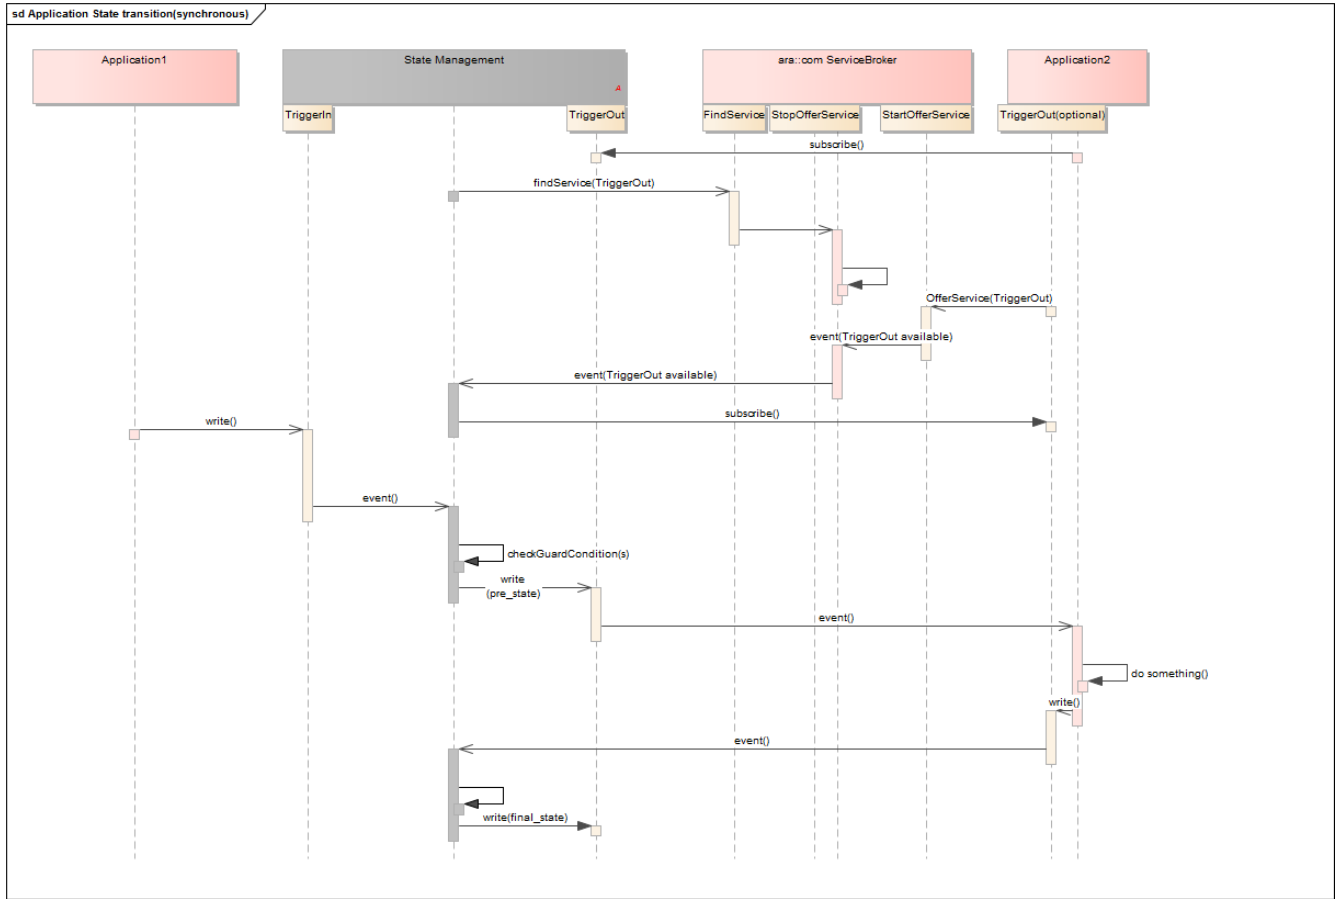 sd Application State transition(synchronous)
Application1
State Management
ara::com ServiceBroker
Application2
A
TriggerIn
TriggerOut
FindService
StopOfferService
StartOfferService
TriggerOut(optional)
subscribe()
findService(TriggerOut)
OfferService(TriggerOut)
event(TriggerOut available)
event(TriggerOut available)
subscribe()
write()
event()
checkGuardCondition(s)
write
(pre_state)
event()
do something()
write()
event()
write(final_state)